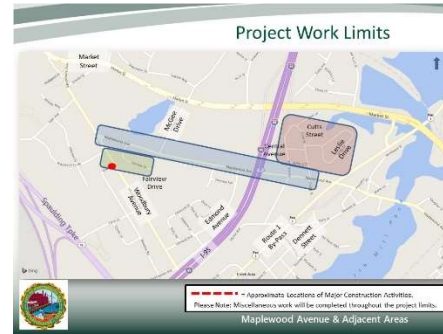 Project Work Limits
Market
Street
McGee
Drive
Cutts
Street
Leslie
Drive
Central
Avenue
Fairview
Drive
Woodbury
Avenue
Edmond
Avenue
Route 1
By-Pass
Dennett
Street
Spaulding Tpke
I-95
bing
= Approximate Locations of Major Construction Activities.
Please Note: Miscellaneous work will be completed throughout the project limits.
Maplewood Avenue & Adjacent Areas